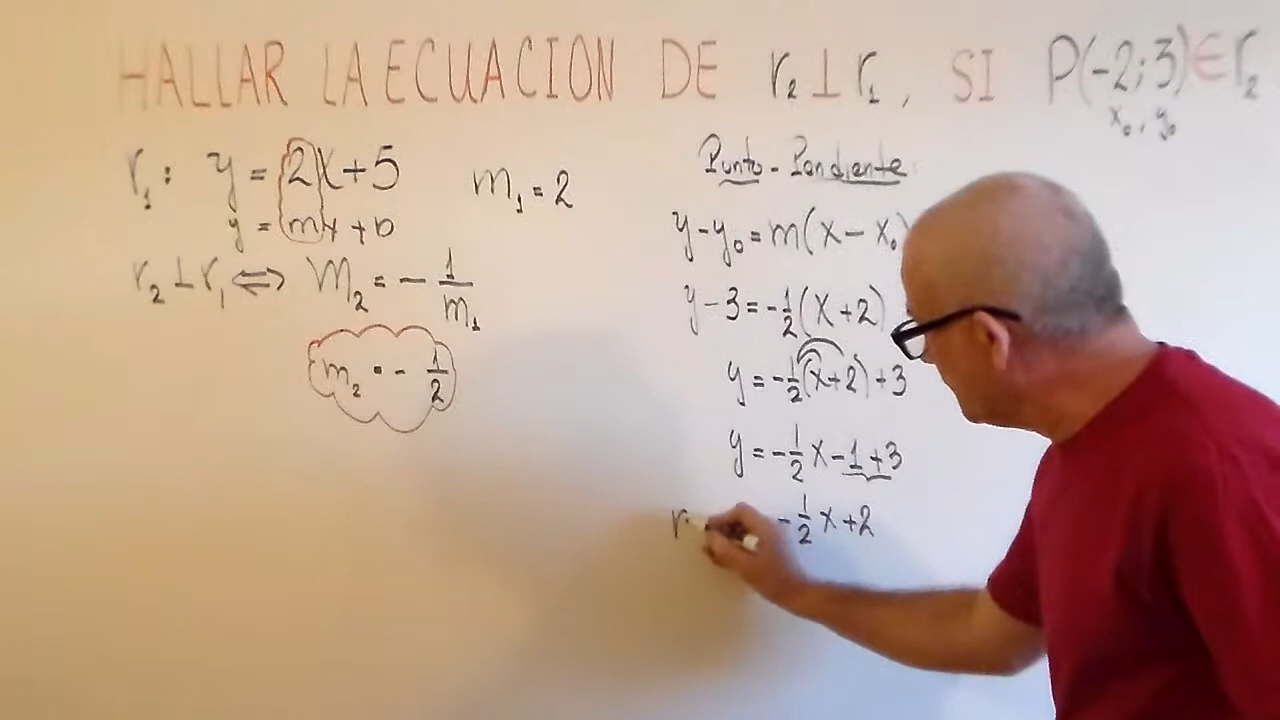 HALLAR LA ECUACION DE r₂ ⊥ r₁, SI P(-2;3) ∈ r₂
x₀, y₀
r₁: y = 2x+5
m₁ = 2
y = mx + b
r₂ ⊥ r₁ ⟺ m₂ = - 1/m₁
m₂ = - 1/2
Punto - Pendiente:
y - y₀ = m(x - x₀)
y - 3 = -1/2(x+2)
y = -1/2(x+2)+3
y = -1/2 x - 1 + 3
r - 1/2 x + 2